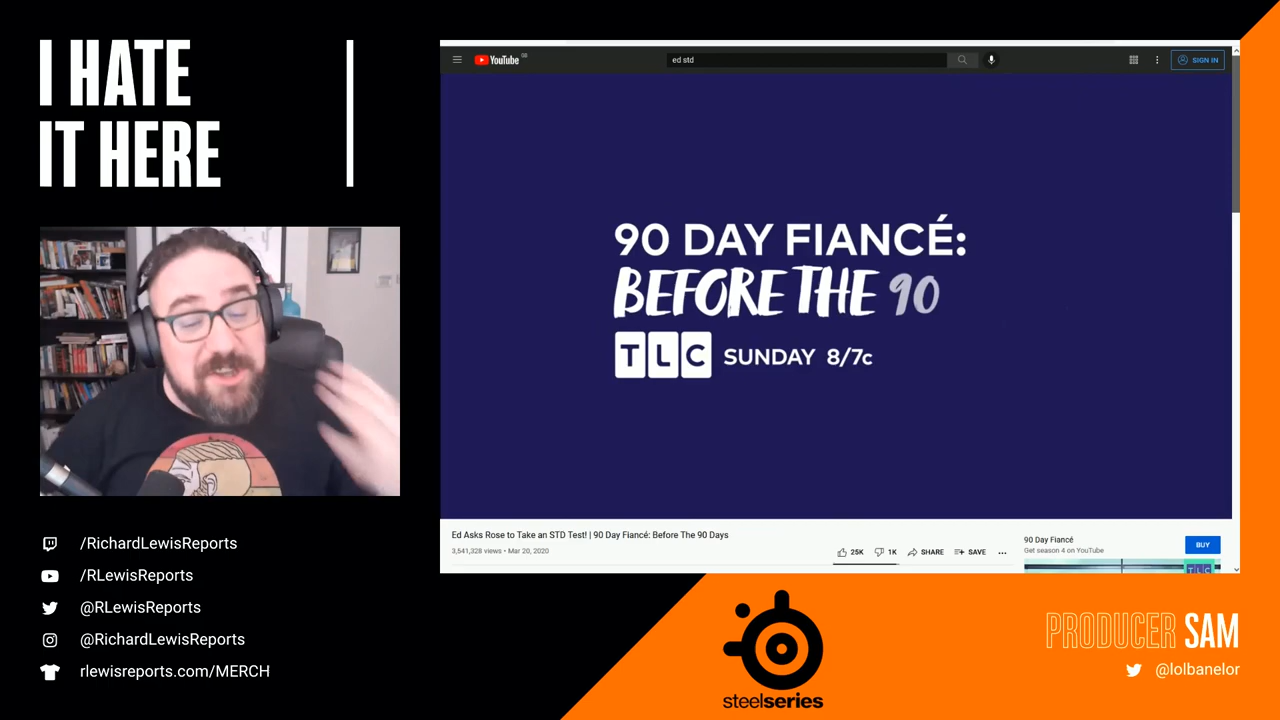 I HATE
IT HERE
/RichardLewisReports
/RLewisReports
@RLewisReports
@RichardLewisReports
rlewisreports.com/MERCH
YouTube GB
ed std
SIGN IN
90 DAY FIANCÉ:
BEFORE THE 90
TLC SUNDAY 8/7c
Ed Asks Rose to Take an STD Test! | 90 Day Fiancé: Before The 90 Days
3,541,328 views • Mar 20, 2020
25K
1K
SHARE
SAVE
90 Day Fiancé
Get season 4 on YouTube
BUY
TLC
steelseries
PRODUCER SAM
@lolbanelor